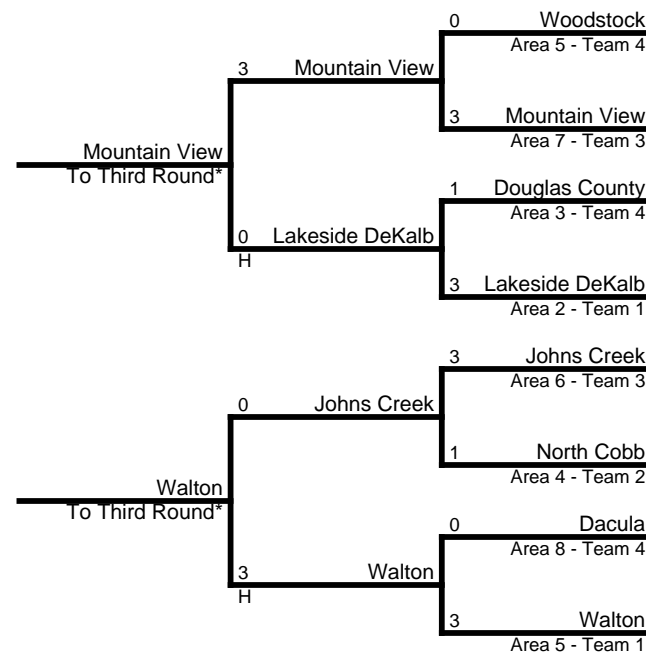 0 Woodstock
Area 5 - Team 4
3 Mountain View
3 Mountain View
Area 7 - Team 3
Mountain View
To Third Round*
1 Douglas County
Area 3 - Team 4
0 Lakeside DeKalb
H
3 Lakeside DeKalb
Area 2 - Team 1
3 Johns Creek
Area 6 - Team 3
0 Johns Creek
1 North Cobb
Area 4 - Team 2
Walton
To Third Round*
0 Dacula
Area 8 - Team 4
3 Walton
H
3 Walton
Area 5 - Team 1